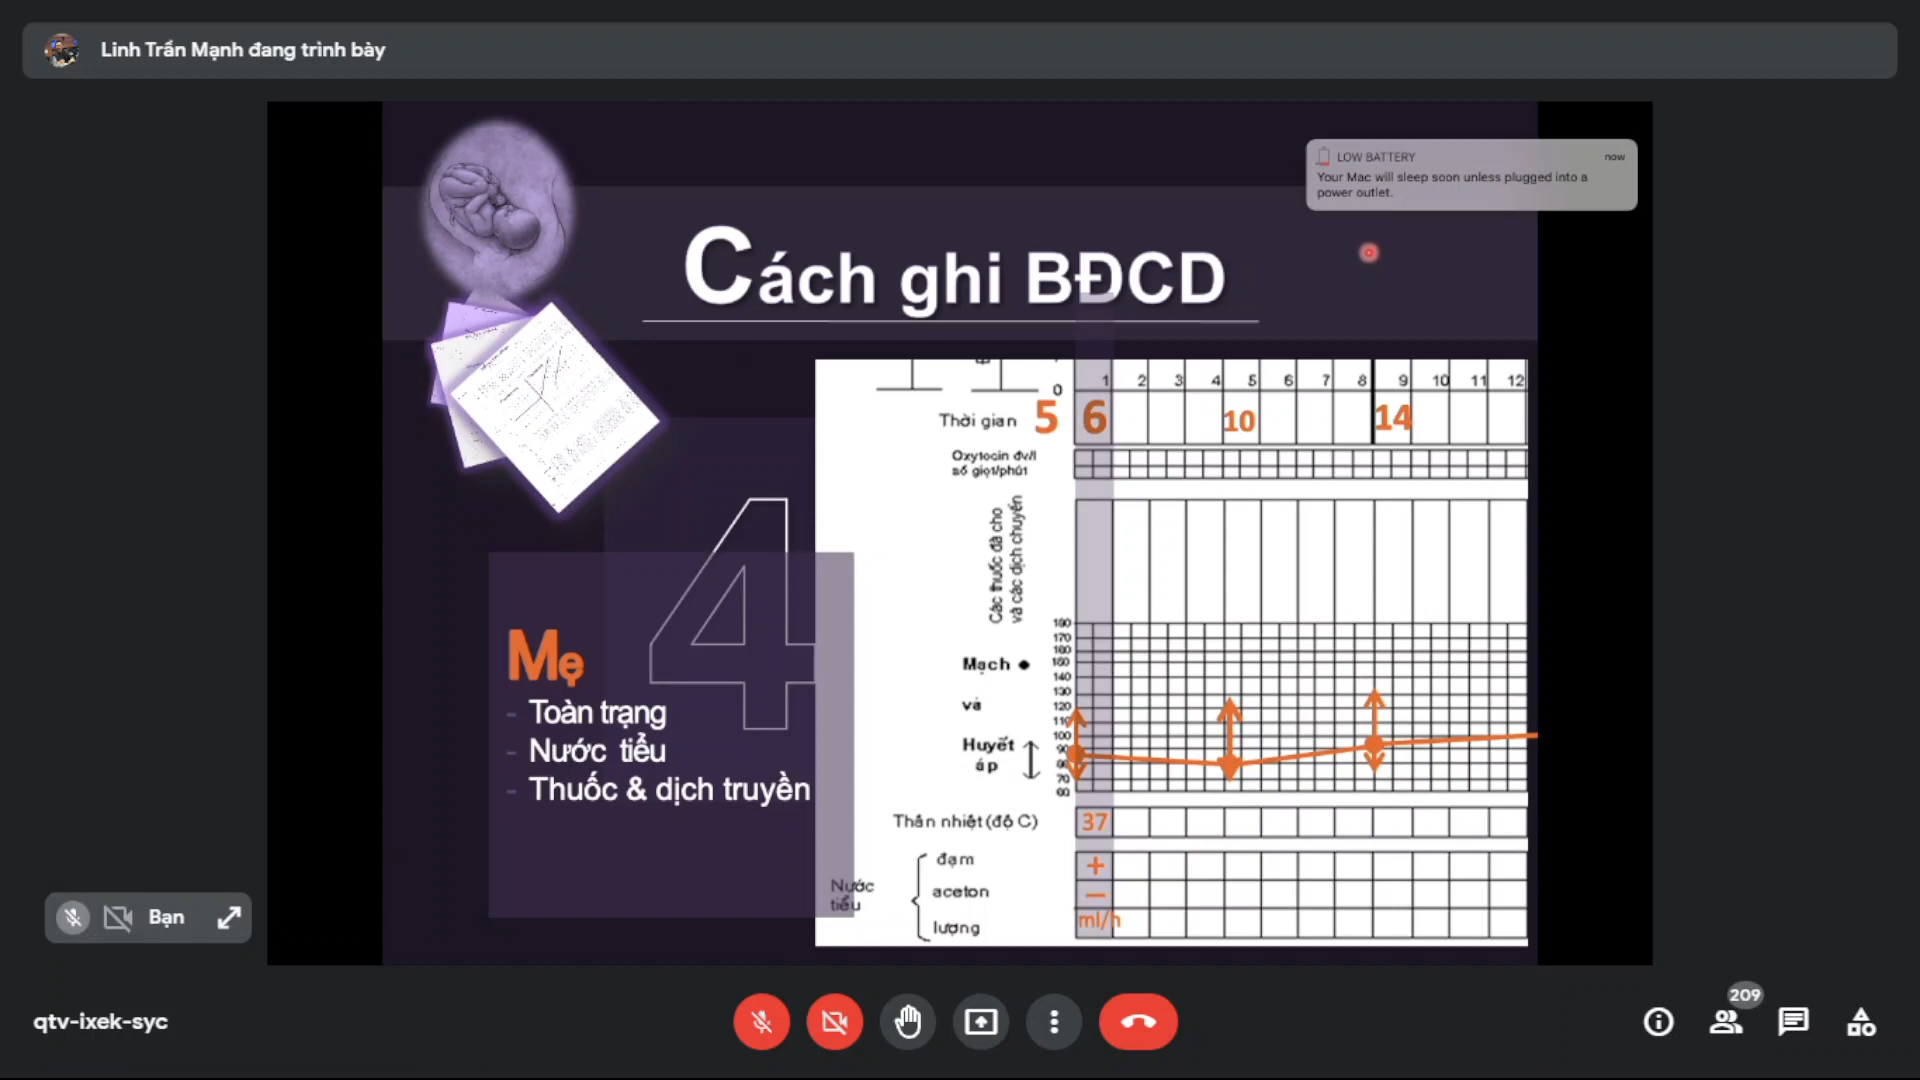 Linh Trần Mạnh đang trình bày
LOW BATTERY now
Your Mac will sleep soon unless plugged into a
power outlet.
Cách ghi BĐCD
4
Mẹ
- Toàn trạng
- Nước tiểu
- Thuốc & dịch truyền
0 1 2 3 4 5 6 7 8 9 10 11 12
Thời gian 5 6 10 14
Oxytocin đv/l
số giọt/phút
Các thuốc đã cho
và các dịch chuyền
180
170
160
150
140
130
120
110
100
90
80
70
60
Mạch
và
Huyết
áp
Thân nhiệt (độ C) 37
Nước
tiểu
đạm +
aceton –
lượng ml/h
Bạn
qtv-ixek-syc
209